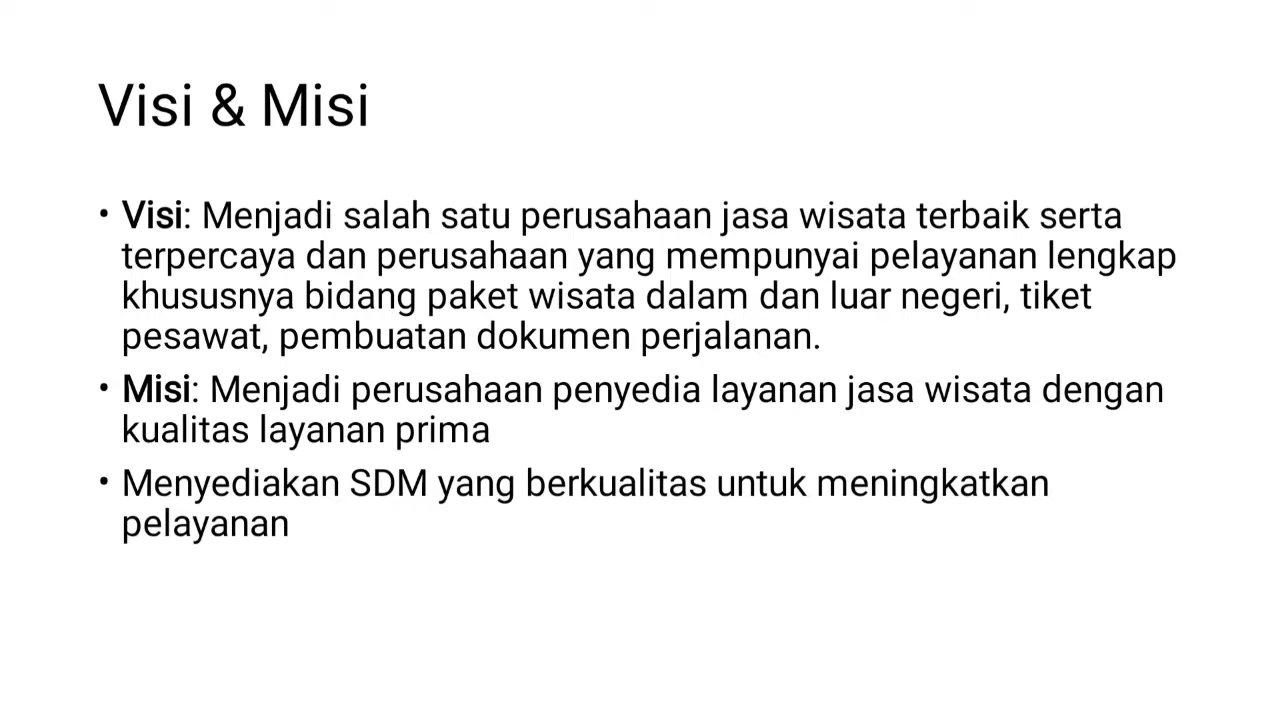 Visi & Misi
• Visi: Menjadi salah satu perusahaan jasa wisata terbaik serta
terpercaya dan perusahaan yang mempunyai pelayanan lengkap
khususnya bidang paket wisata dalam dan luar negeri, tiket
pesawat, pembuatan dokumen perjalanan.
• Misi: Menjadi perusahaan penyedia layanan jasa wisata dengan
kualitas layanan prima
• Menyediakan SDM yang berkualitas untuk meningkatkan
pelayanan